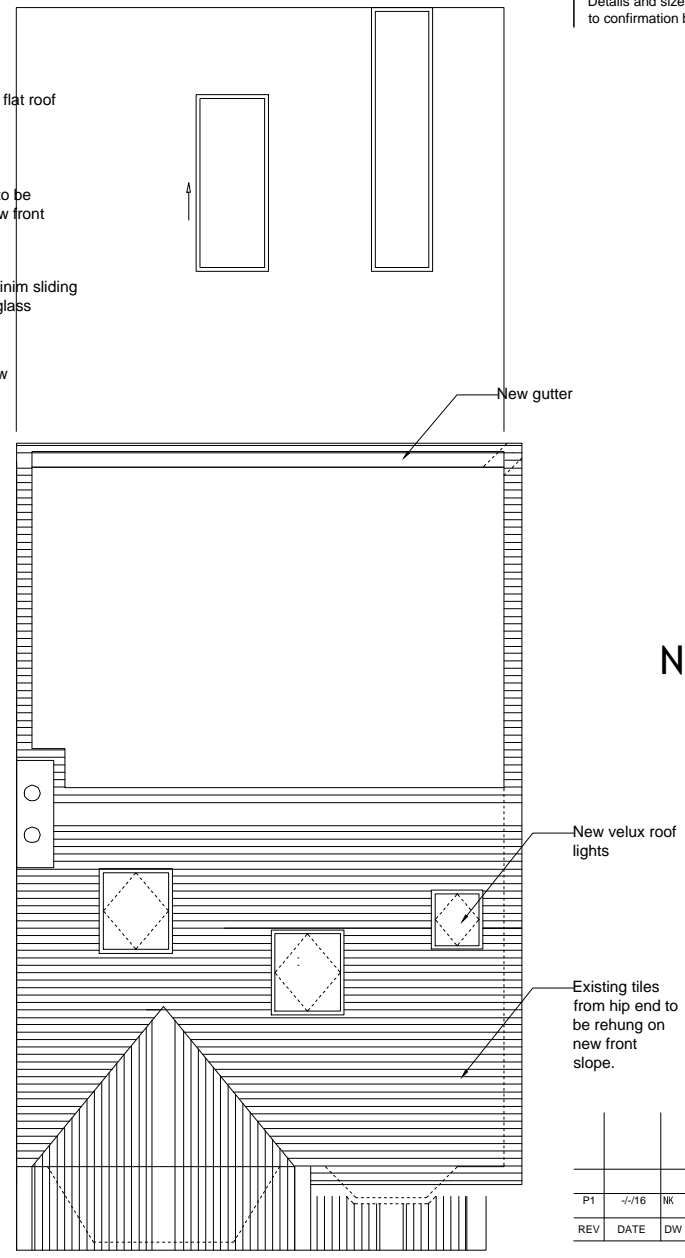 Details and size
to confirmation b
flat roof
to be
w front
inim sliding
glass
w
New gutter
N
New velux roof
lights
Existing tiles
from hip end to
be rehung on
new front
slope.
P1 -/-/16 NK
REV DATE DW